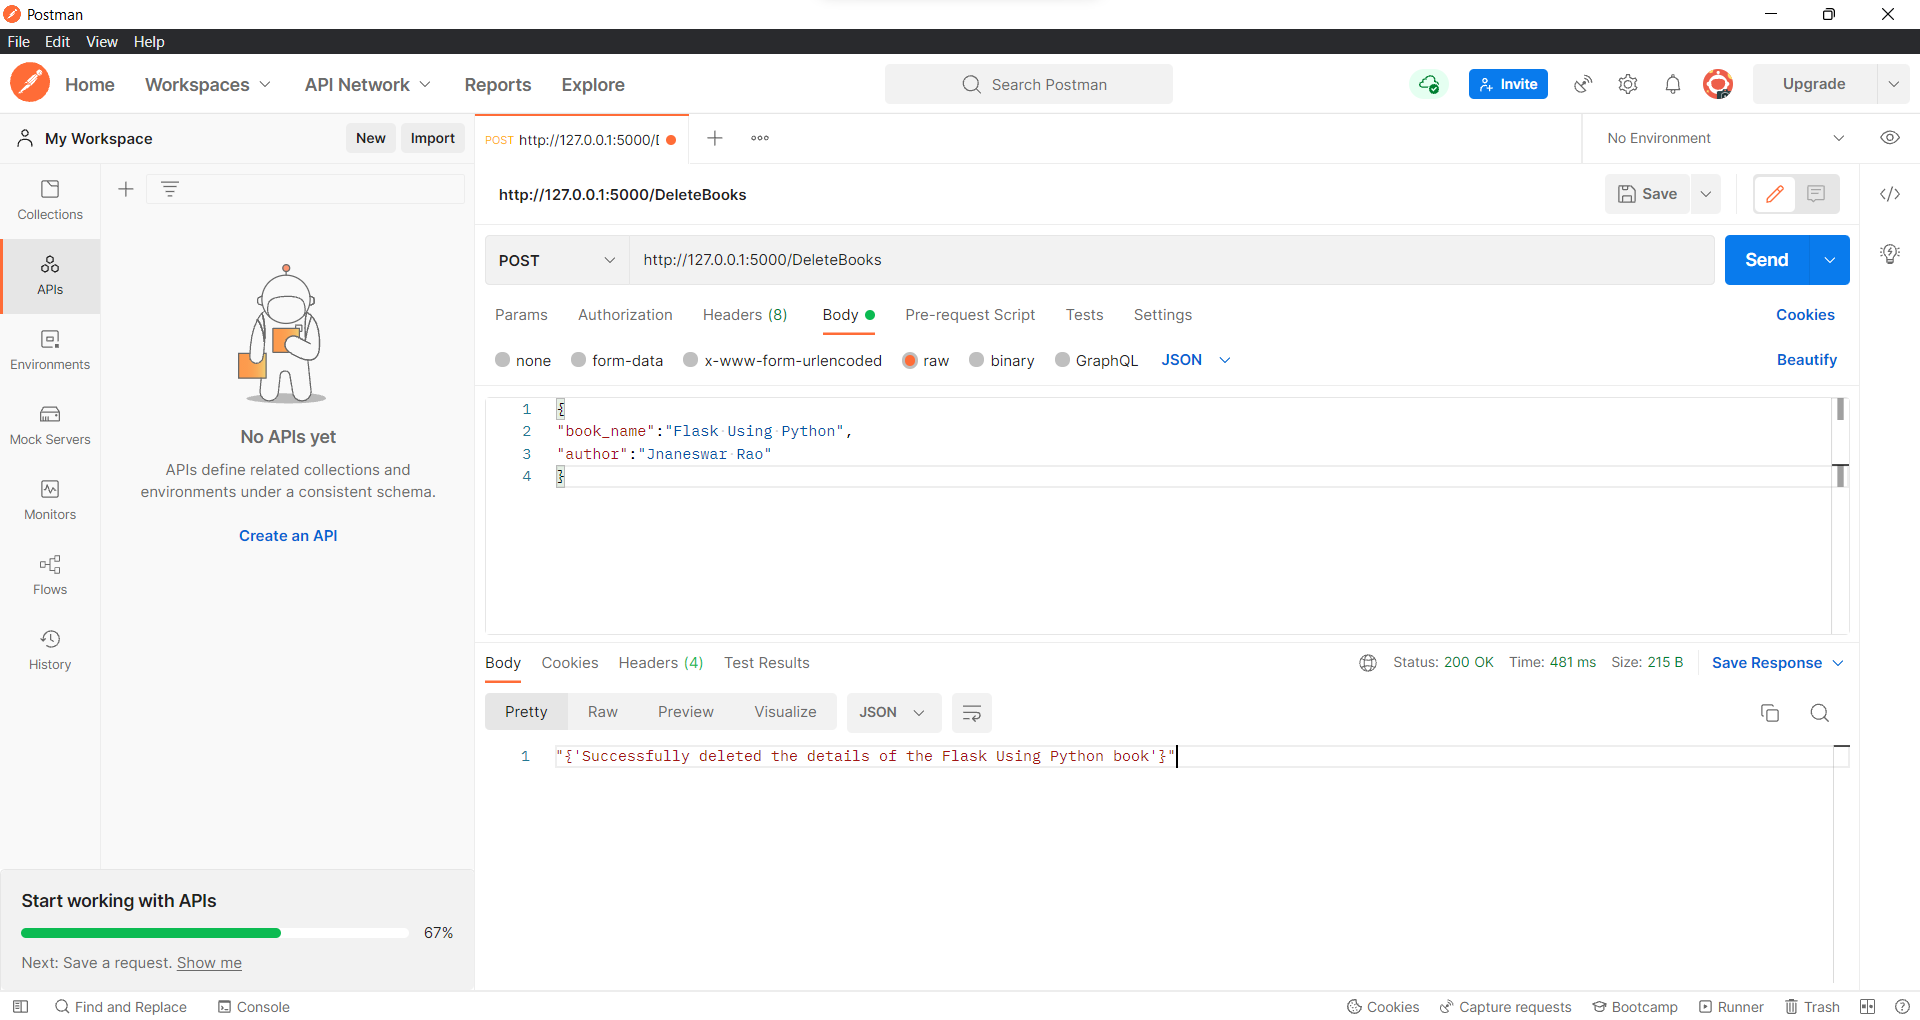 Postman
File Edit View Help
Home Workspaces API Network Reports Explore Search Postman Invite Upgrade
My Workspace New Import POST http://127.0.0.1:5000/[ No Environment
http://127.0.0.1:5000/DeleteBooks Save
Collections
APIs
Environments
Mock Servers
Monitors
Flows
History
No APIs yet
APIs define related collections and
environments under a consistent schema.
Create an API
POST http://127.0.0.1:5000/DeleteBooks Send
Params Authorization Headers (8) Body Pre-request Script Tests Settings Cookies
none form-data x-www-form-urlencoded raw binary GraphQL JSON Beautify
1 {
2 "book_name":"Flask Using Python",
3 "author":"Jnaneswar Rao"
4 }
Body Cookies Headers (4) Test Results Status: 200 OK Time: 481 ms Size: 215 B Save Response
Pretty Raw Preview Visualize JSON
1 "{'Successfully deleted the details of the Flask Using Python book'}"
Start working with APIs
67%
Next: Save a request. Show me
Find and Replace Console Cookies Capture requests Bootcamp Runner Trash